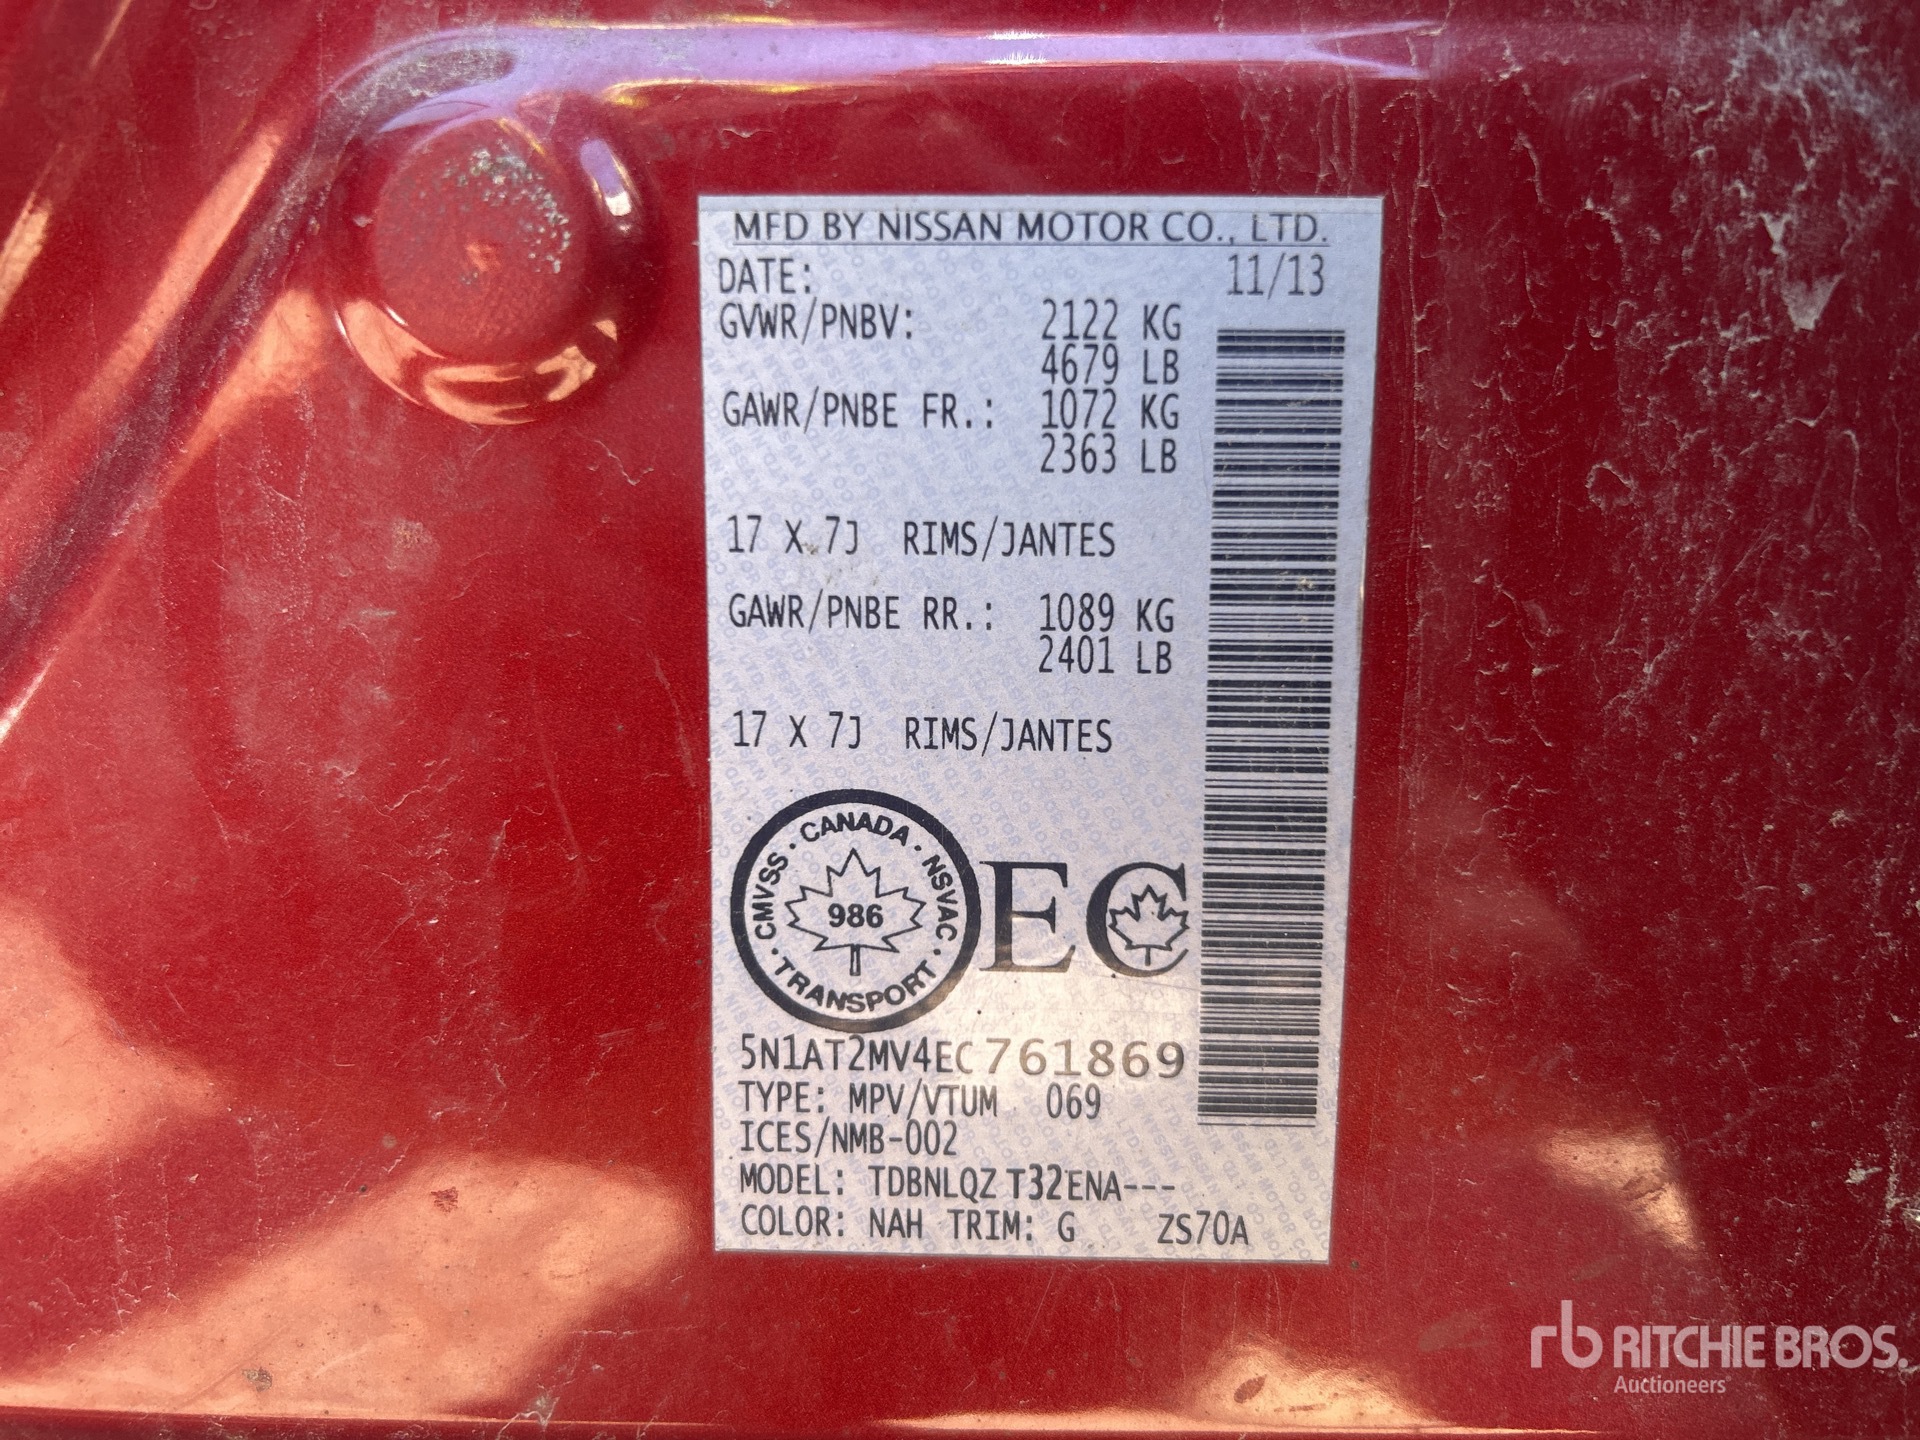 MFD BY NISSAN MOTOR CO., LTD.
DATE: 11/13
GVWR/PNBV: 2122 KG
4679 LB
GAWR/PNBE FR.: 1072 KG
2363 LB
17 X 7J RIMS/JANTES
GAWR/PNBE RR.: 1089 KG
2401 LB
17 X 7J RIMS/JANTES
CANADA · NSVAC · TRANSPORT · CMVSS ·
986
EC
5N1AT2MV4EC761869
TYPE: MPV/VTUM 069
ICES/NMB-002
MODEL: TDBNLQZ T32ENA---
COLOR: NAH TRIM: G ZS70A
rb RITCHIE BROS.
Auctioneers